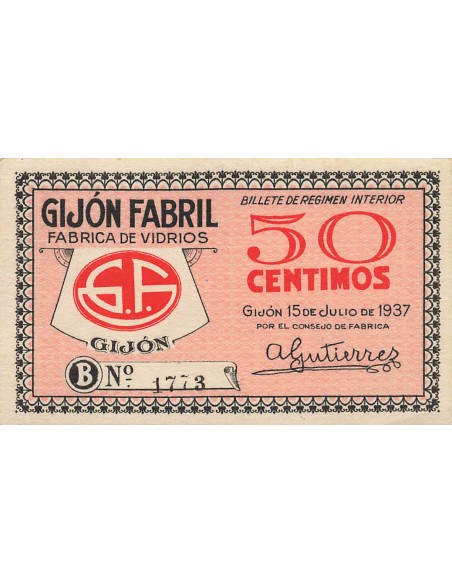 GIJÓN FABRIL
FABRICA DE VIDRIOS
G.F.
GIJÓN
B Nº 1773
BILLETE DE REGIMEN INTERIOR
50
CENTIMOS
GIJÓN 15 DE JULIO DE 1937
POR EL CONSEJO DE FABRICA
AGutierrez